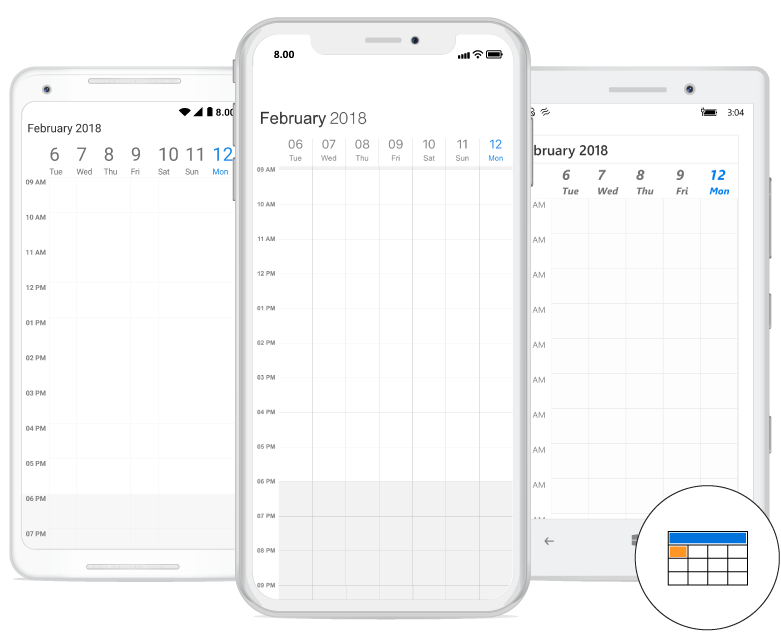 8.00
February 2018
06 07 08 09 10 11 12
Tue Wed Thu Fri Sat Sun Mon
09 AM
10 AM
11 AM
12 PM
01 PM
02 PM
03 PM
04 PM
05 PM
06 PM
07 PM
08 PM
09 PM
8.00
February 2018
6 7 8 9 10 11 12
Tue Wed Thu Fri Sat Sun Mon
09 AM
10 AM
11 AM
12 PM
01 PM
02 PM
03 PM
04 PM
05 PM
06 PM
07 PM
3:04
bruary 2018
6 7 8 9 12
Tue Wed Thu Fri Mon
AM
AM
AM
AM
AM
AM
AM
AM
AM